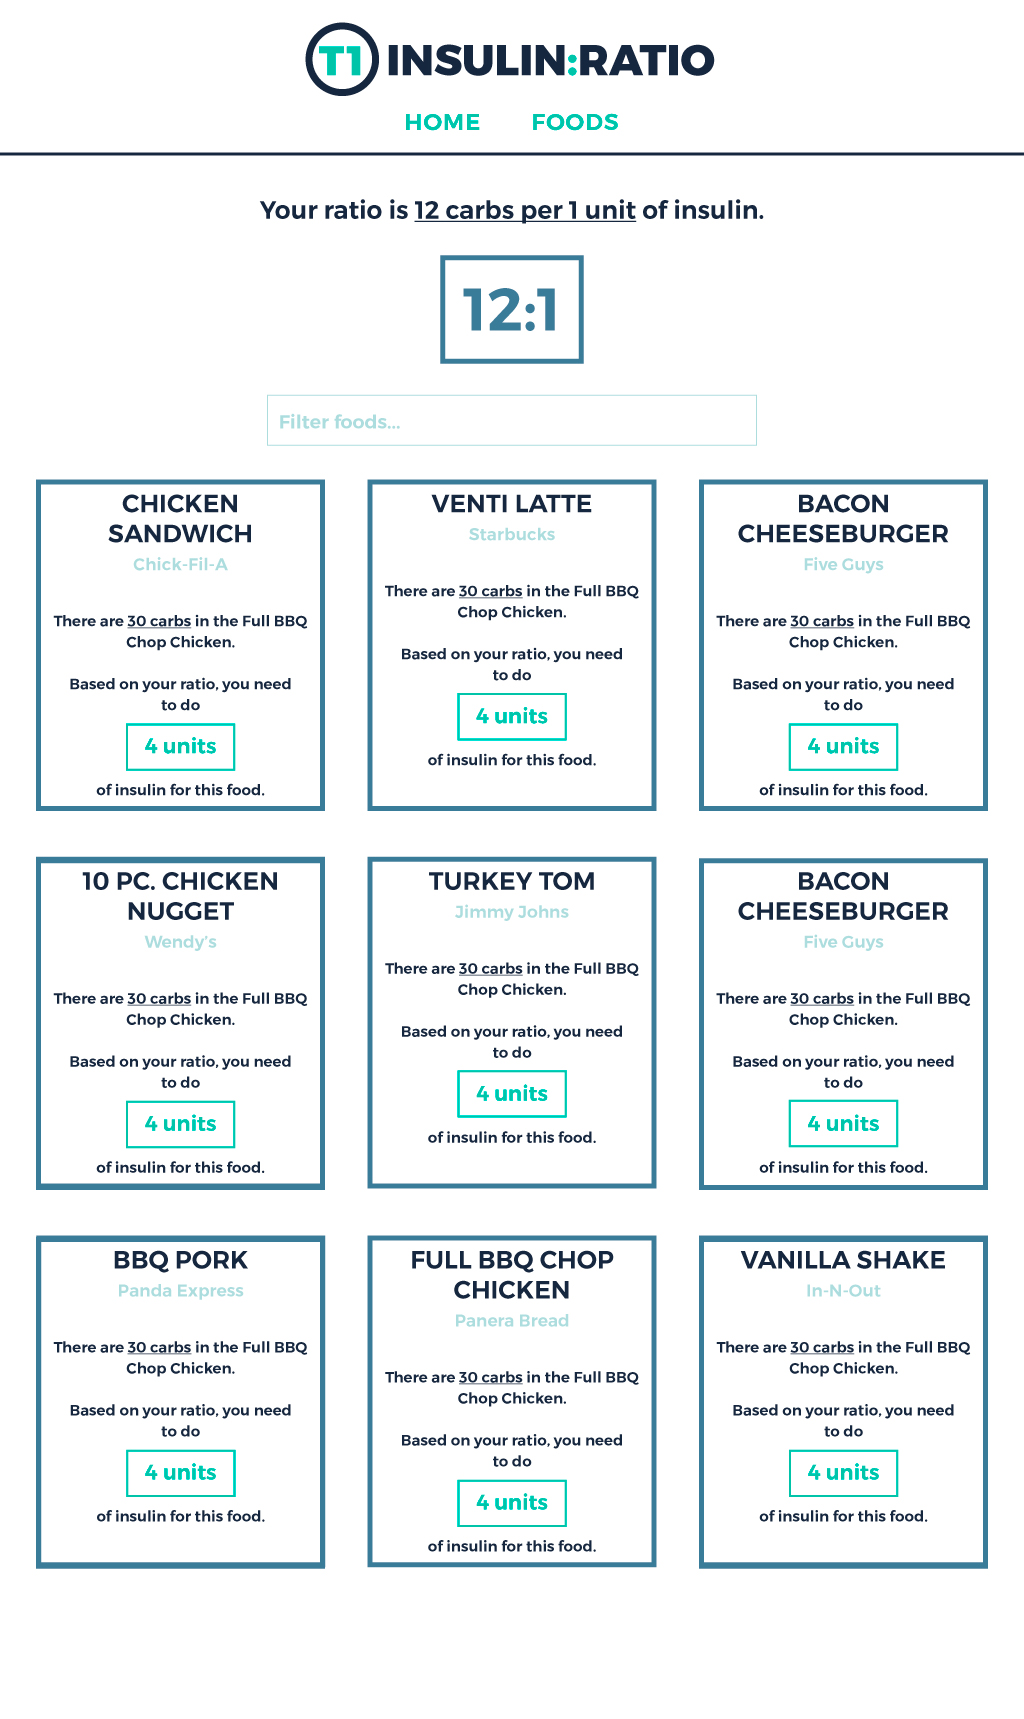 T1 INSULIN:RATIO
HOME FOODS
Your ratio is 12 carbs per 1 unit of insulin.
12:1
Filter foods...
CHICKEN
SANDWICH
Chick-Fil-A
There are 30 carbs in the Full BBQ
Chop Chicken.
Based on your ratio, you need
to do
4 units
of insulin for this food.
VENTI LATTE
Starbucks
There are 30 carbs in the Full BBQ
Chop Chicken.
Based on your ratio, you need
to do
4 units
of insulin for this food.
BACON
CHEESEBURGER
Five Guys
There are 30 carbs in the Full BBQ
Chop Chicken.
Based on your ratio, you need
to do
4 units
of insulin for this food.
10 PC. CHICKEN
NUGGET
Wendy's
There are 30 carbs in the Full BBQ
Chop Chicken.
Based on your ratio, you need
to do
4 units
of insulin for this food.
TURKEY TOM
Jimmy Johns
There are 30 carbs in the Full BBQ
Chop Chicken.
Based on your ratio, you need
to do
4 units
of insulin for this food.
BACON
CHEESEBURGER
Five Guys
There are 30 carbs in the Full BBQ
Chop Chicken.
Based on your ratio, you need
to do
4 units
of insulin for this food.
BBQ PORK
Panda Express
There are 30 carbs in the Full BBQ
Chop Chicken.
Based on your ratio, you need
to do
4 units
of insulin for this food.
FULL BBQ CHOP
CHICKEN
Panera Bread
There are 30 carbs in the Full BBQ
Chop Chicken.
Based on your ratio, you need
to do
4 units
of insulin for this food.
VANILLA SHAKE
In-N-Out
There are 30 carbs in the Full BBQ
Chop Chicken.
Based on your ratio, you need
to do
4 units
of insulin for this food.